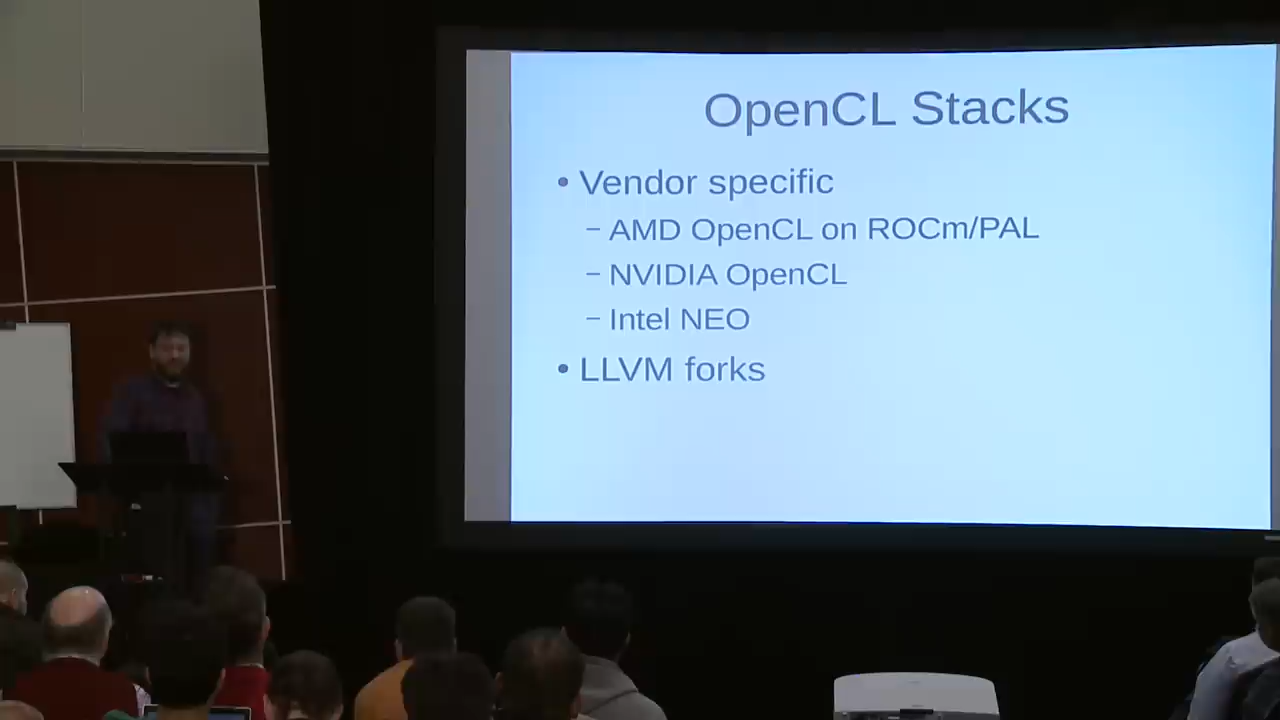 OpenCL Stacks
• Vendor specific
– AMD OpenCL on ROCm/PAL
– NVIDIA OpenCL
– Intel NEO
• LLVM forks